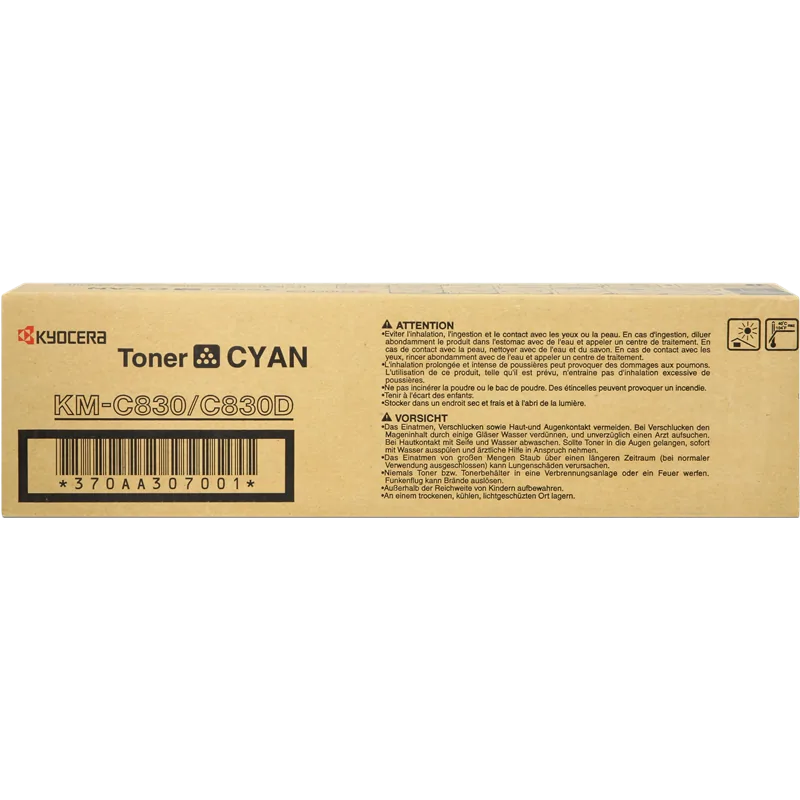 CYAN
Toner
KYOCERA
Toner CYAN
KM-C830/C830D
*370AA307001*
ATTENTION
•Eviter l'inhalation, l'ingestion et le contact avec les yeux ou la peau. En cas d'ingestion, diluer
abondamment le produit dans l'estomac avec de l'eau et appeler un centre de traitement. En
cas de contact avec la peau, nettoyer avec de l'eau et du savon. En cas de contact avec les
yeux, rincer abondamment avec de l'eau et appeler un centre de traitement.
•L'inhalation prolongée et intense de poussières peut provoquer des dommages aux poumons.
L'utilisation de ce produit, telle qu'il est prévu, n'entraine pas d'inhalation excessive de
poussières.
•Ne pas incinérer la poudre ou le bac de poudre. Des étincelles peuvent provoquer un incendie.
•Tenir à l'écart des enfants.
•Stocker dans un endroit sec et frais et à l'abri de la lumière.
VORSICHT
•Das Einatmen, Verschlucken sowie Haut-und Augenkontakt vermeiden. Bei Verschlucken den
Mageninhalt durch einige Gläser Wasser verdünnen, und unverzüglich einen Arzt aufsuchen.
Bei Hautkontakt mit Seife und Wasser abwaschen. Sollte Toner in die Augen gelangen, sofort
mit Wasser ausspülen und ärztliche Hilfe in Anspruch nehmen.
•Das Einatmen von großen Mengen Staub über einen längeren Zeitraum (bei normaler
Verwendung ausgeschlossen) kann Lungenschäden verursachen.
•Niemals Toner bzw. Tonerbehälter in eine Verbrennungsanlage oder ein Feuer werfen.
Funkenflug kann Brände auslösen.
•Außerhalb der Reichweite von Kindern aufbewahren.
•An einem trockenen, kühlen, lichtgeschützten Ort lagern.